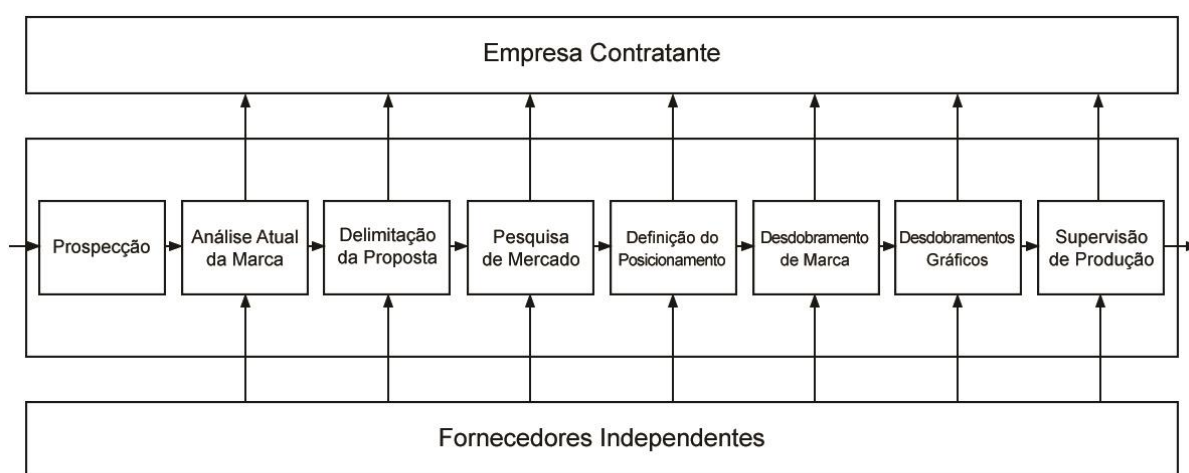 Empresa Contratante
Prospecção
Análise Atual
da Marca
Delimitação
da Proposta
Pesquisa
de Mercado
Definição do
Posicionamento
Desdobramento
de Marca
Desdobramentos
Gráficos
Supervisão
de Produção
Fornecedores Independentes